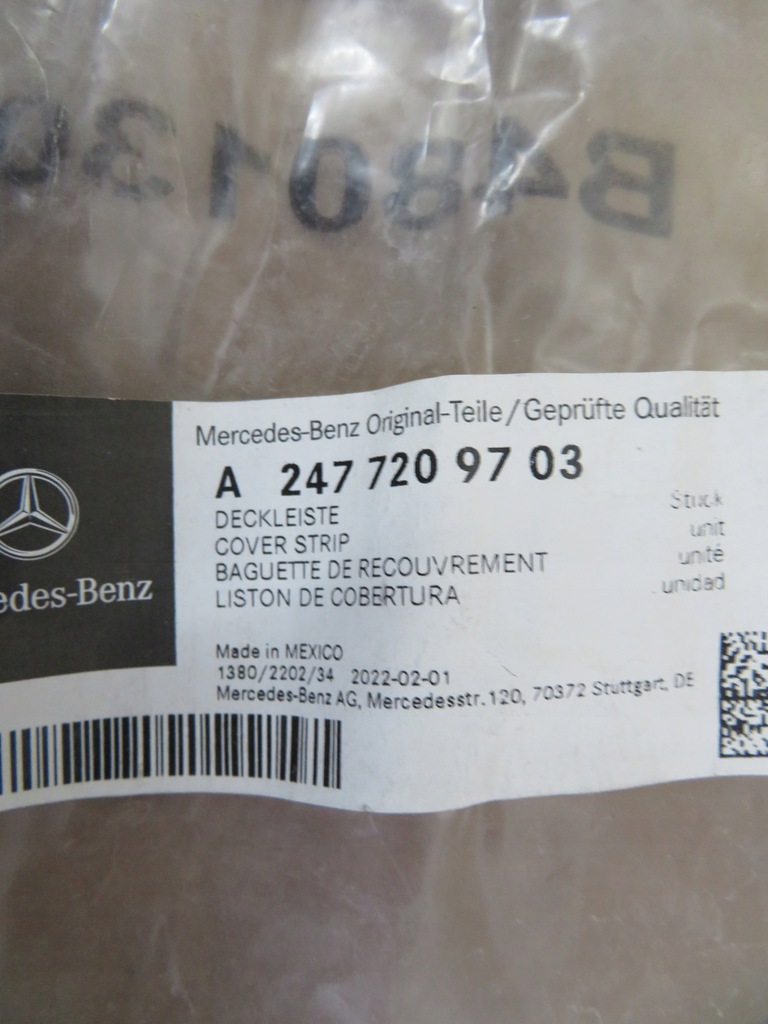 B480130
Mercedes-Benz Original-Teile/Geprüfte Qualität
A 247 720 97 03
DECKLEISTE Stück
COVER STRIP unit
BAGUETTE DE RECOUVREMENT unité
LISTON DE COBERTURA unidad
edes-Benz
Made in MEXICO
1380/2202/34 2022-02-01
Mercedes-Benz AG, Mercedesstr. 120, 70372 Stuttgart, DE